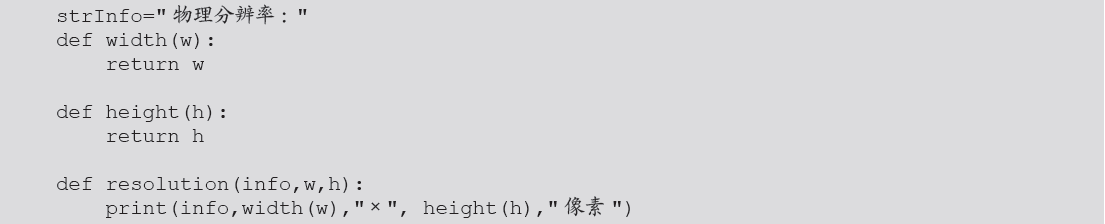 strInfo="物理分辨率："
def width(w):
    return w

def height(h):
    return h

def resolution(info,w,h):
    print(info,width(w),"×", height(h),"像素")